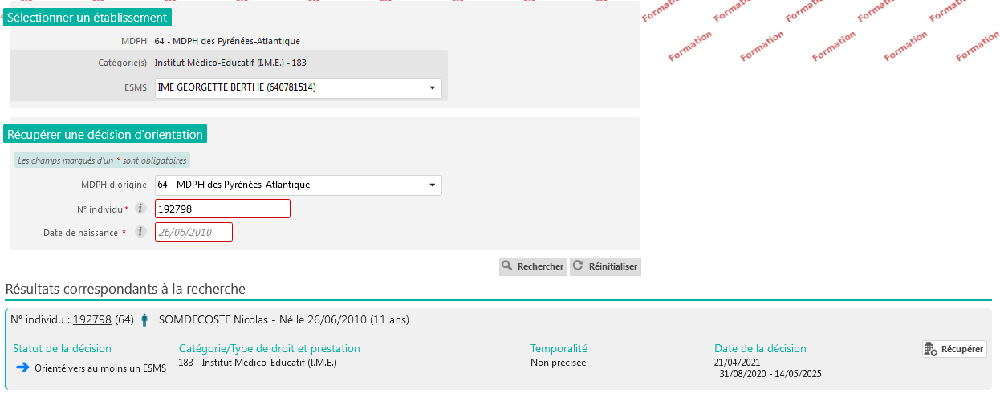 Formation Formation Formation Formation Formation
Sélectionner un établissement
MDPH 64 - MDPH des Pyrénées-Atlantique
Formation Formation Formation Formation Formation
Catégorie(s) Institut Médico-Educatif (I.M.E.) - 183
ESMS IME GEORGETTE BERTHE (640781514)
Récupérer une décision d'orientation
Les champs marqués d'un * sont obligatoires
MDPH d'origine 64 - MDPH des Pyrénées-Atlantique
N° individu * i 192798
Date de naissance * i 26/06/2010
Rechercher Réinitialiser
Résultats correspondants à la recherche
N° individu : 192798 (64) SOMDECOSTE Nicolas - Né le 26/06/2010 (11 ans)
Statut de la décision Catégorie/Type de droit et prestation Temporalité Date de la décision Récupérer
Orienté vers au moins un ESMS 183 - Institut Médico-Educatif (I.M.E.) Non précisée 21/04/2021
31/08/2020 - 14/05/2025